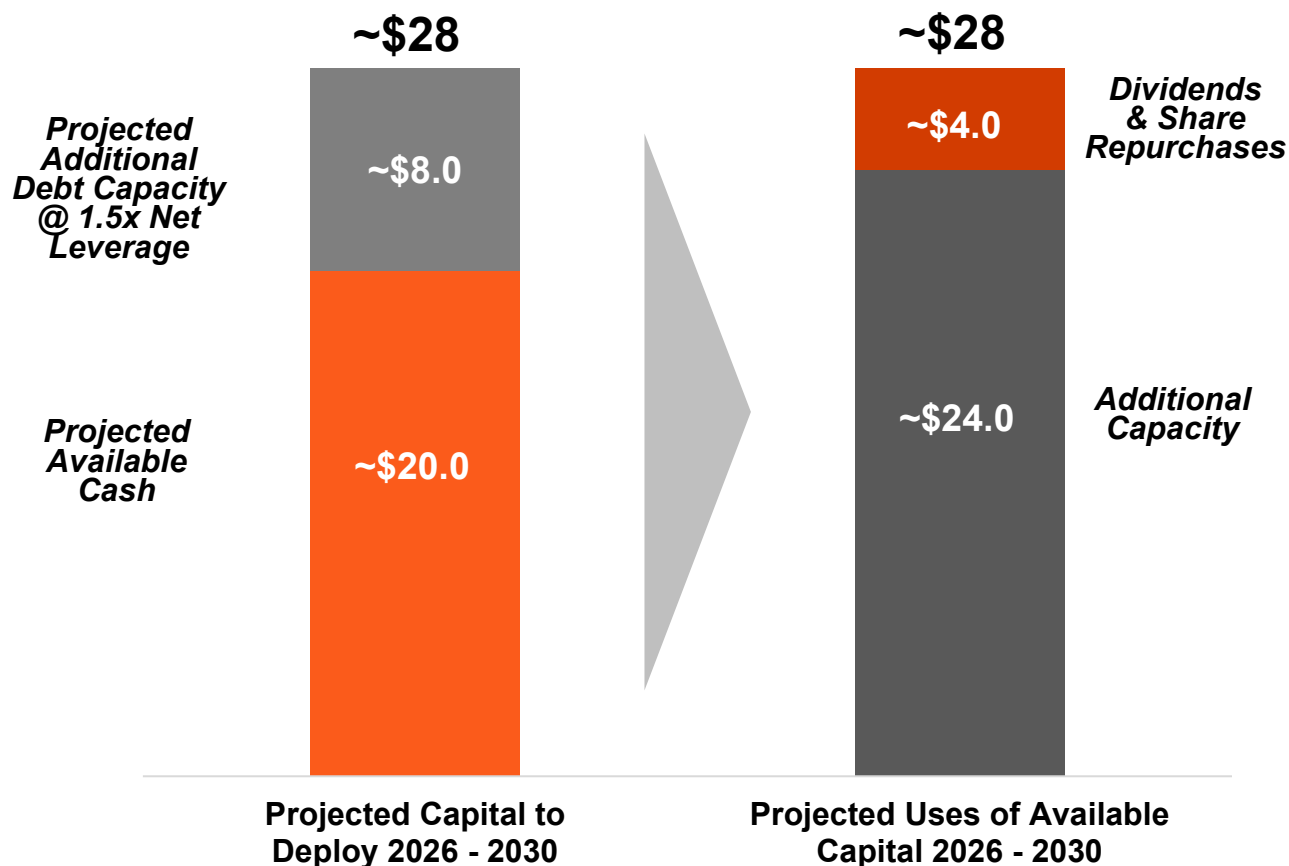 ~$28
Projected
Additional
Debt Capacity
@ 1.5x Net
Leverage
~$8.0
Projected
Available
Cash
~$20.0
Projected Capital to
Deploy 2026 - 2030
~$28
~$4.0
Dividends
& Share
Repurchases
~$24.0
Additional
Capacity
Projected Uses of Available
Capital 2026 - 2030